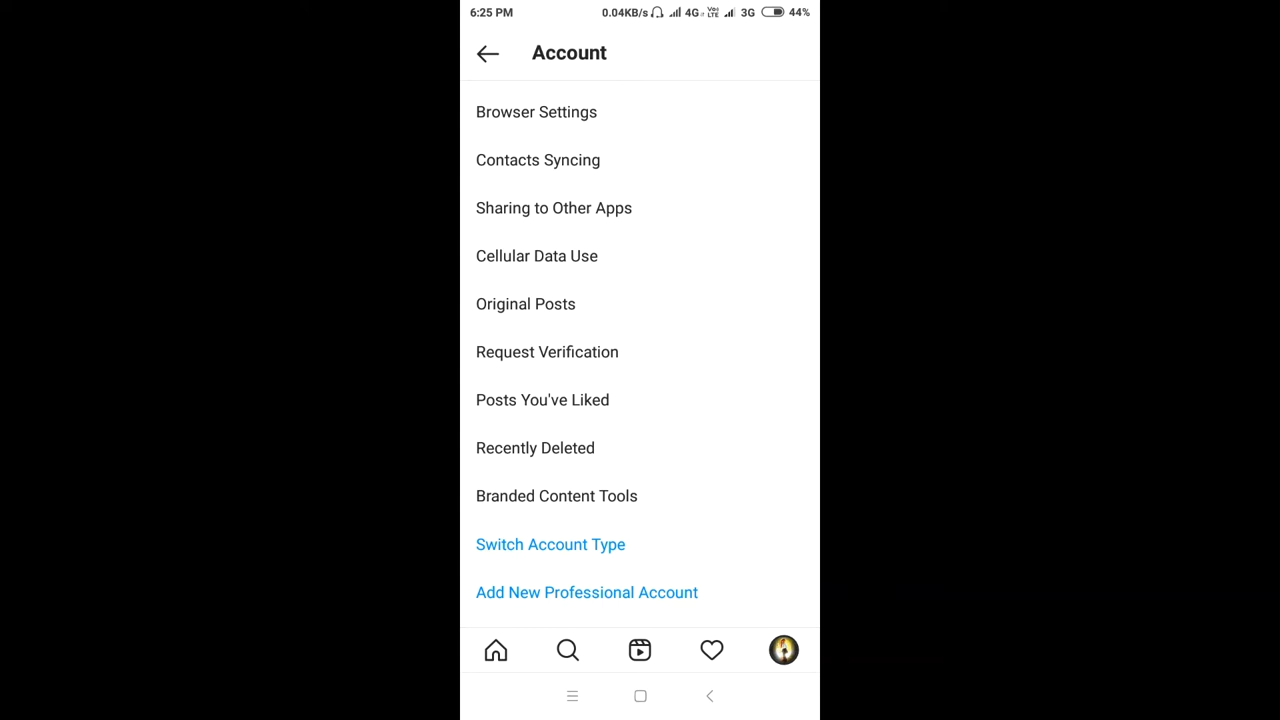 6:25 PM 0.04KB/s 4G Vo) LTE 3G 44%
Account
Browser Settings
Contacts Syncing
Sharing to Other Apps
Cellular Data Use
Original Posts
Request Verification
Posts You've Liked
Recently Deleted
Branded Content Tools
Switch Account Type
Add New Professional Account